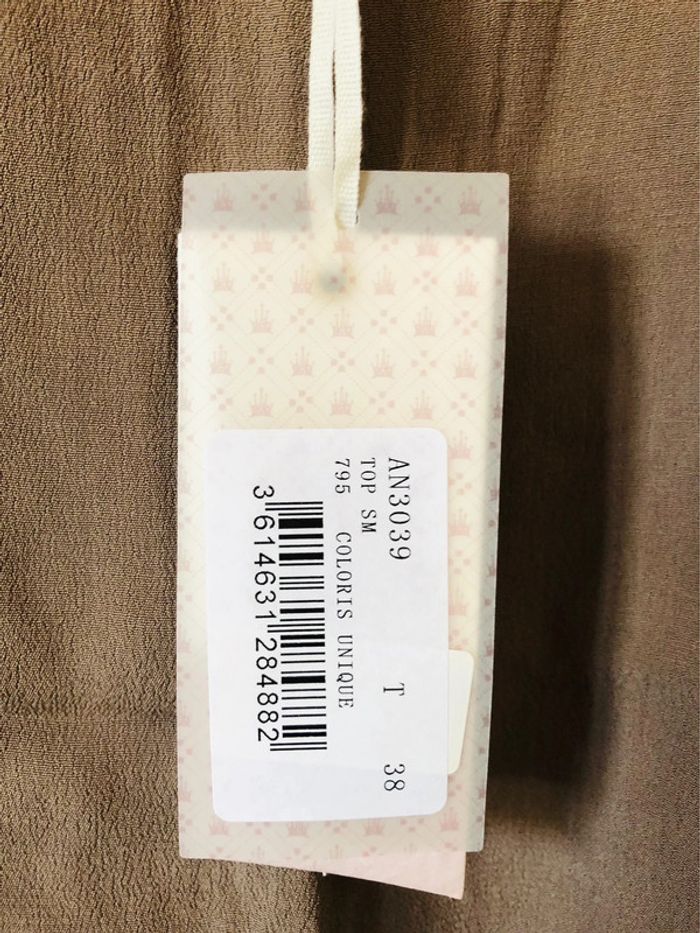 AN3039 T 38
TOP SM
795 COLORIS UNIQUE
3 614631 284882